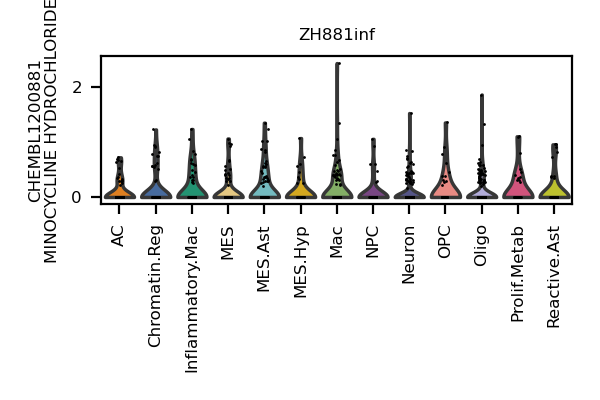 ZH881inf
CHEMBL1200881
MINOCYCLINE HYDROCHLORIDE
2
0
AC
Chromatin.Reg
Inflammatory.Mac
MES
MES.Ast
MES.Hyp
Mac
NPC
Neuron
OPC
Oligo
Prolif.Metab
Reactive.Ast